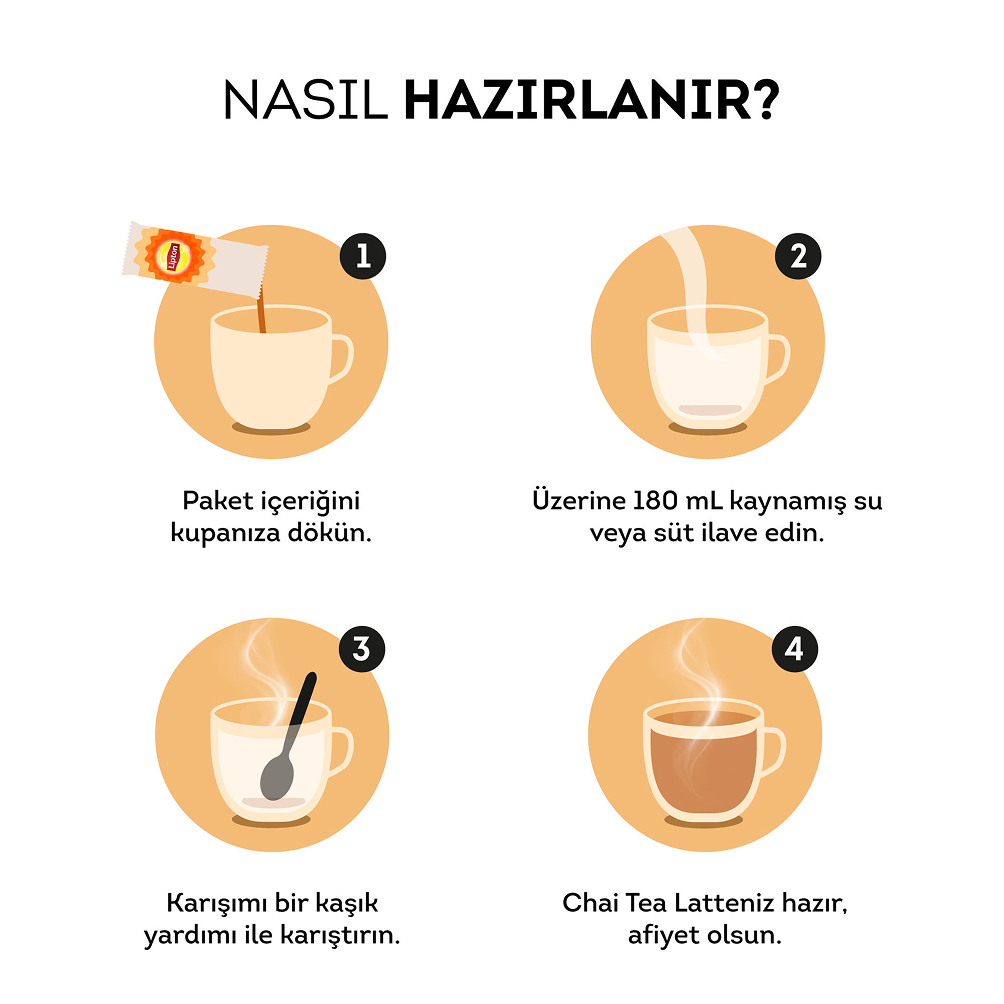 NASIL HAZIRLANIR?
Lipton
1
Paket içeriğini
kupanıza dökün.
2
Üzerine 180 mL kaynamış su
veya süt ilave edin.
3
Karışımı bir kaşık
yardımı ile karıştırın.
4
Chai Tea Latteniz hazır,
afiyet olsun.